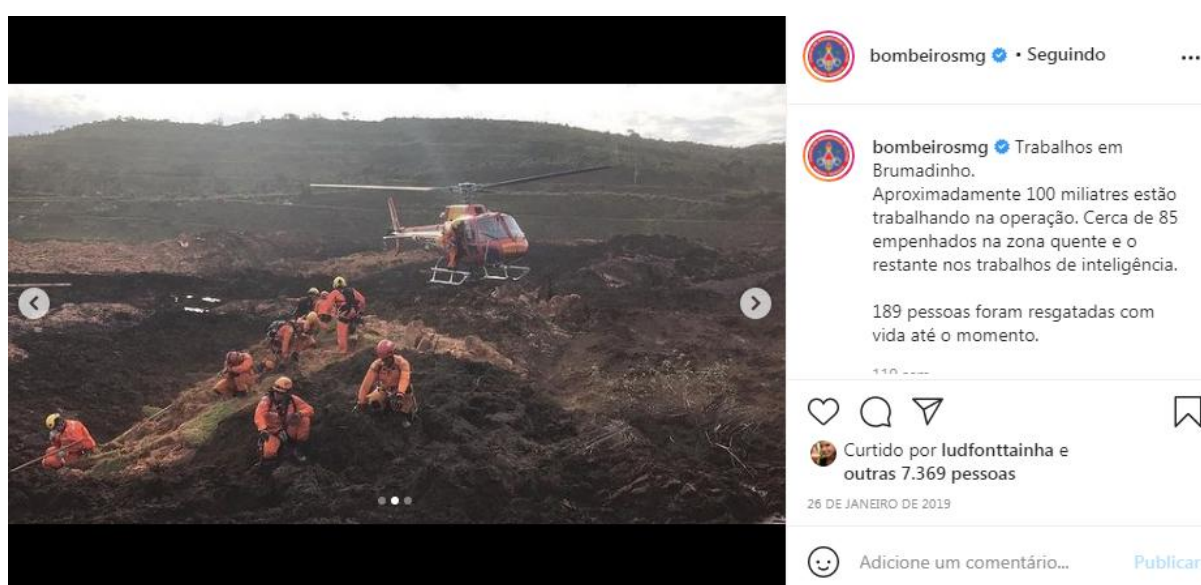 bombeirosmg • Seguindo
bombeirosmg Trabalhos em
Brumadinho.
Aproximadamente 100 miliatres estão
trabalhando na operação. Cerca de 85
empenhados na zona quente e o
restante nos trabalhos de inteligência.
189 pessoas foram resgatadas com
vida até o momento.
Curtido por ludfonttainha e
outras 7.369 pessoas
26 DE JANEIRO DE 2019
Adicione um comentário... Publicar